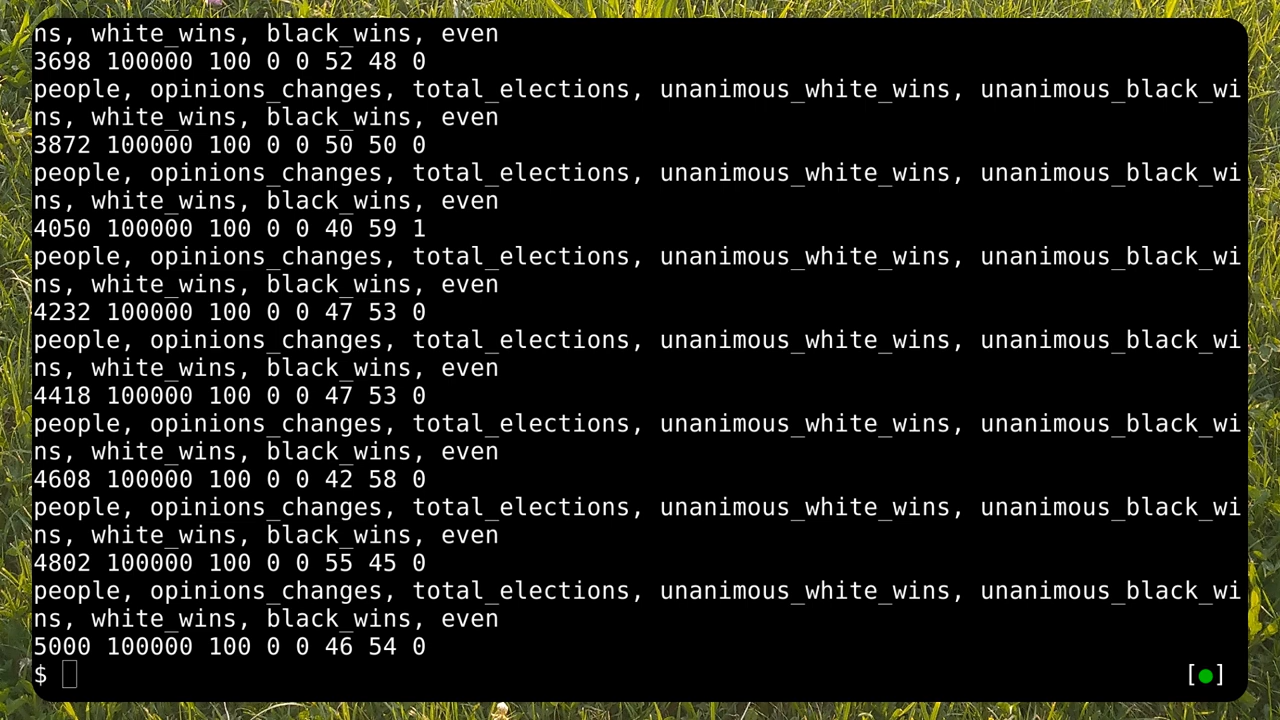 ns, white_wins, black_wins, even
3698 100000 100 0 0 52 48 0
people, opinions_changes, total_elections, unanimous_white_wins, unanimous_black_wi
ns, white_wins, black_wins, even
3872 100000 100 0 0 50 50 0
people, opinions_changes, total_elections, unanimous_white_wins, unanimous_black_wi
ns, white_wins, black_wins, even
4050 100000 100 0 0 40 59 1
people, opinions_changes, total_elections, unanimous_white_wins, unanimous_black_wi
ns, white_wins, black_wins, even
4232 100000 100 0 0 47 53 0
people, opinions_changes, total_elections, unanimous_white_wins, unanimous_black_wi
ns, white_wins, black_wins, even
4418 100000 100 0 0 47 53 0
people, opinions_changes, total_elections, unanimous_white_wins, unanimous_black_wi
ns, white_wins, black_wins, even
4608 100000 100 0 0 42 58 0
people, opinions_changes, total_elections, unanimous_white_wins, unanimous_black_wi
ns, white_wins, black_wins, even
4802 100000 100 0 0 55 45 0
people, opinions_changes, total_elections, unanimous_white_wins, unanimous_black_wi
ns, white_wins, black_wins, even
5000 100000 100 0 0 46 54 0
$ [●]